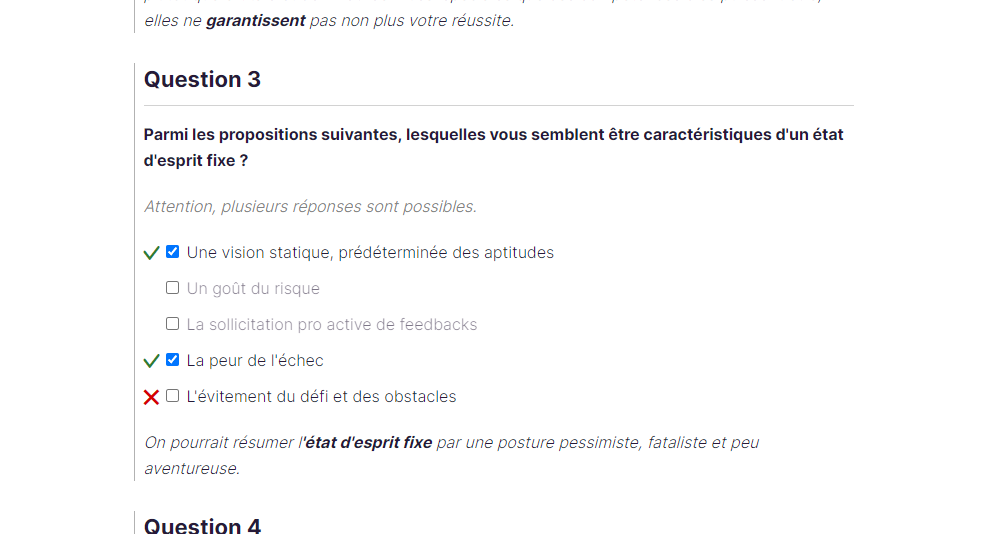 elles ne garantissent pas non plus votre réussite.
Question 3
Parmi les propositions suivantes, lesquelles vous semblent être caractéristiques d'un état
d'esprit fixe ?
Attention, plusieurs réponses sont possibles.
Une vision statique, prédéterminée des aptitudes
Un goût du risque
La sollicitation pro active de feedbacks
La peur de l'échec
L'évitement du défi et des obstacles
On pourrait résumer l'état d'esprit fixe par une posture pessimiste, fataliste et peu
aventureuse.
Question 4